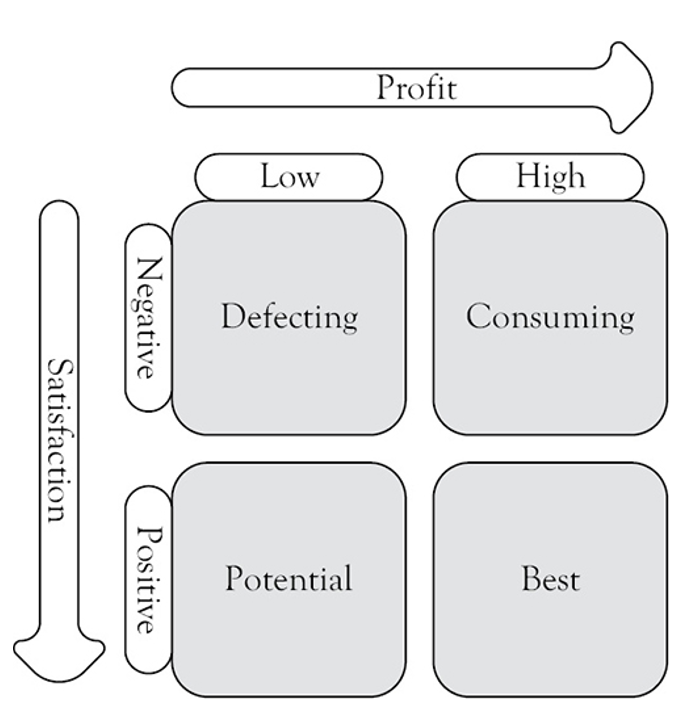 Profit
Low
High
Satisfaction
Negative
Defecting
Consuming
Positive
Potential
Best